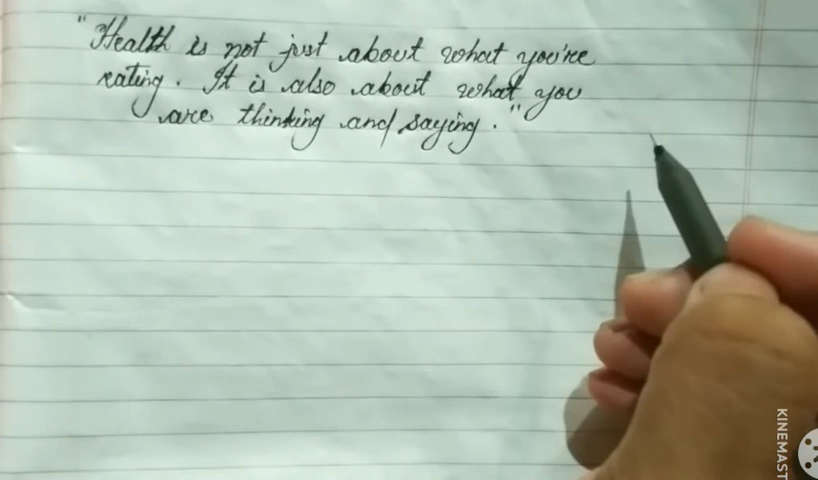 "Health is not just about what you're
eating. It is also about what you
are thinking and saying."
KINEMAST